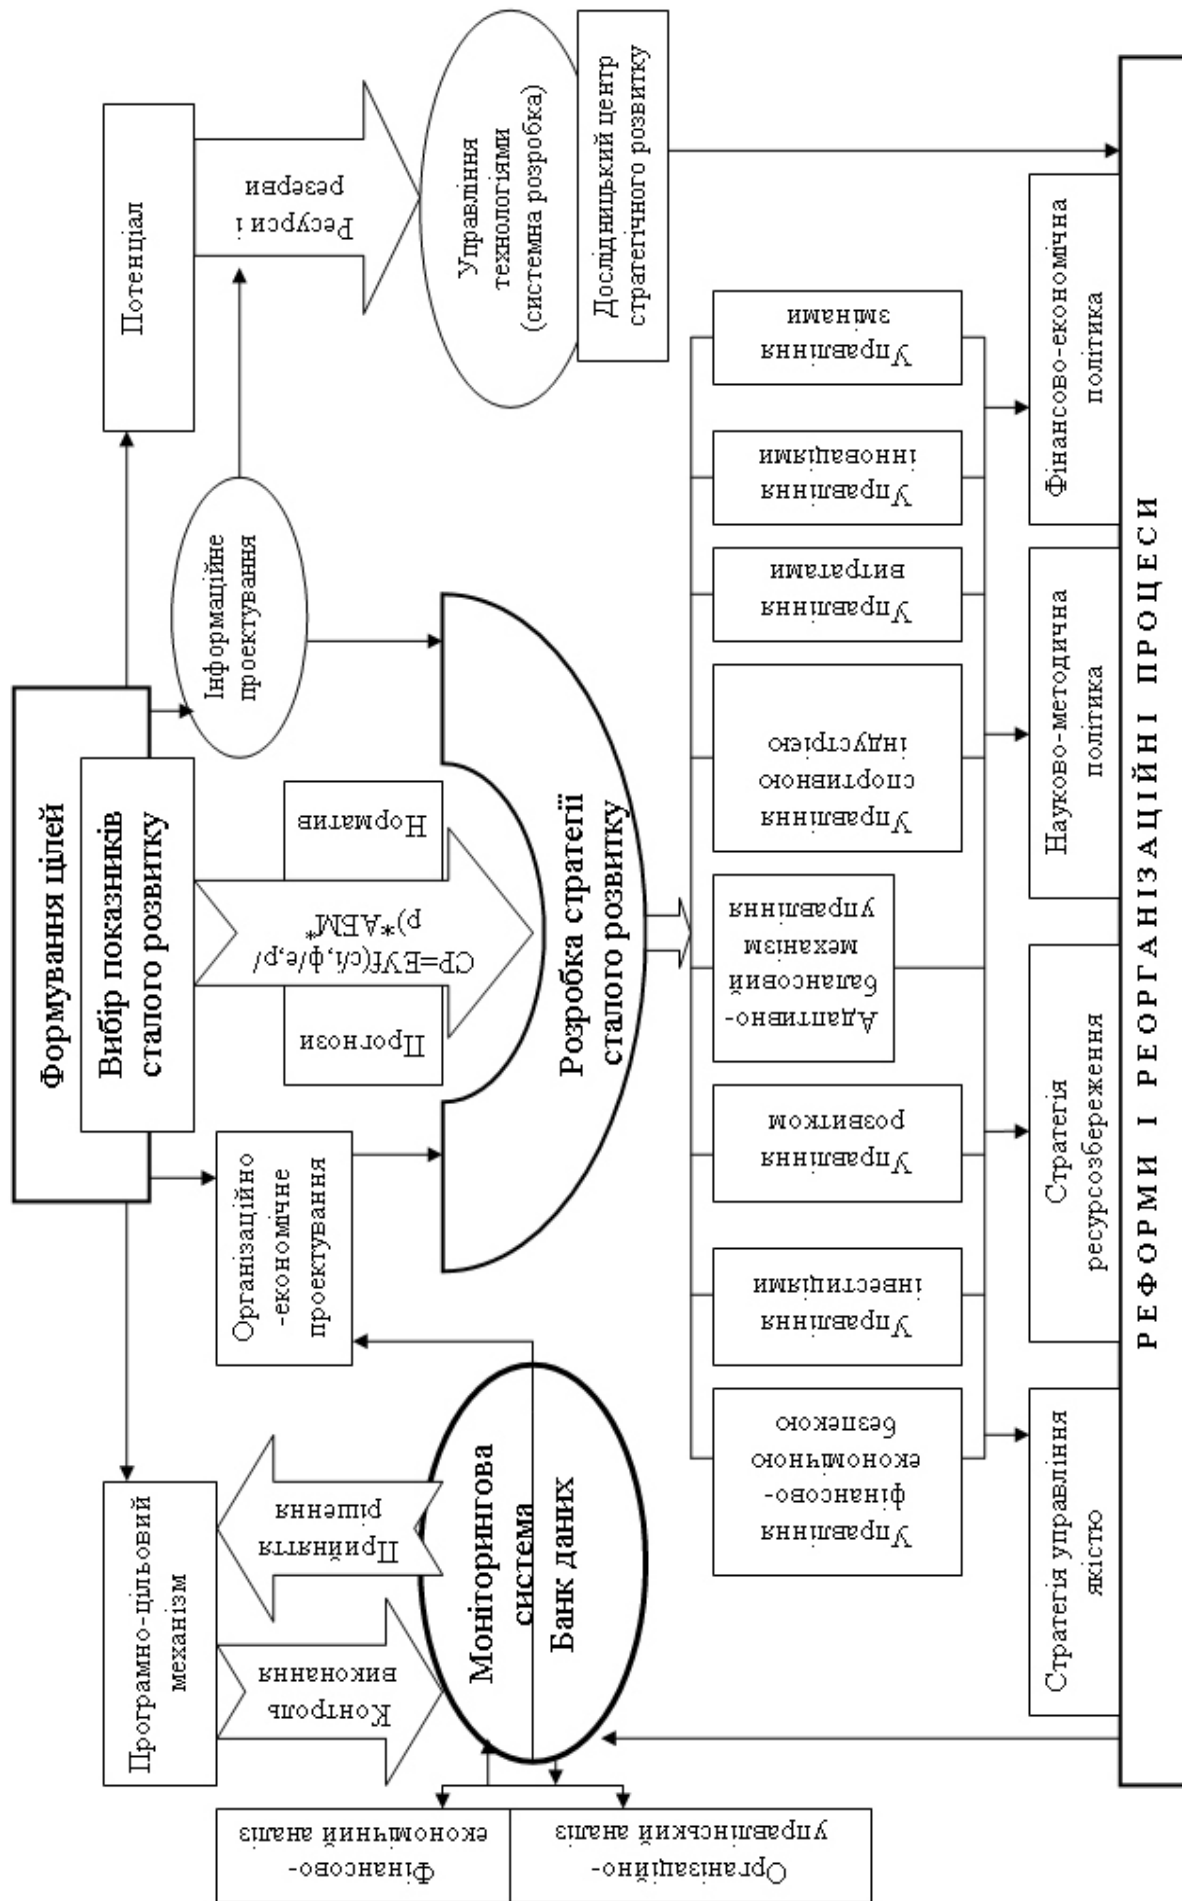 Формування цілей
Вибір показників
сталого розвитку
Програмно-цільовий
механізм
Потенціал
Організаційно
-економічне
проектування
Інформаційне
проектування
Контроль
виконання
Прийняття
рішення
Прогнози
СР=ЕУf(с/і,ф/е,р/
р)*АБМ*
Норматив
Ресурси і
резерви
Фінансово-
економічний аналіз
Організаційно-
управлінський аналіз
Моніторингова
система
Банк даних
Розробка стратегії
сталого розвитку
Управління
технологіями
(системна розробка)
Дослідницький центр
стратегічного розвитку
Управління
фінансово-
економічною
безпекою
Управління
інвестиціями
Управління
розвитком
Адаптивно-
балансовий
механізм
управління
Управління
спортивною
індустрією
Управління
витратами
Управління
інноваціями
Управління
змінами
Стратегія управління
якістю
Стратегія
ресурсозбереження
Науково-методична
політика
Фінансово-економічна
політика
РЕФОРМИ І РЕОРГАНІЗАЦІЙНІ ПРОЦЕСИ